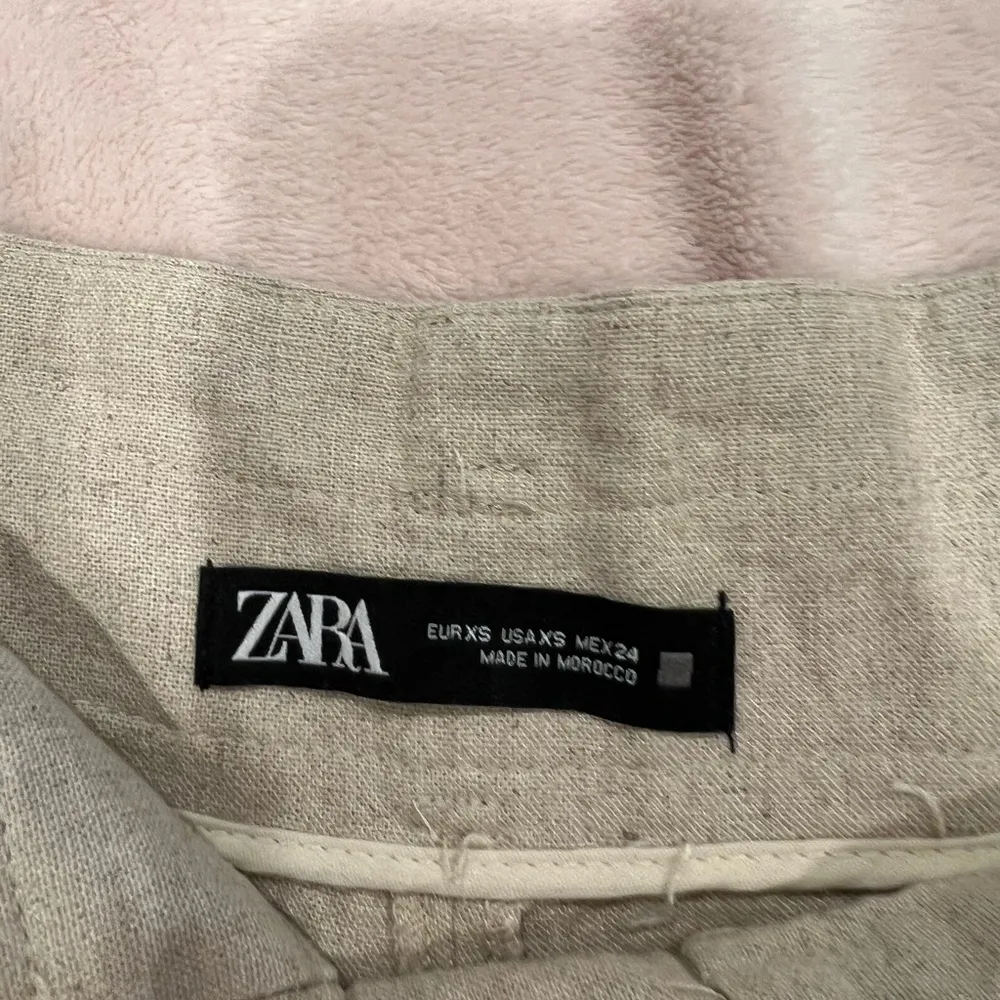 ZARA
EUR XS USA XS MEX 24
MADE IN MOROCCO